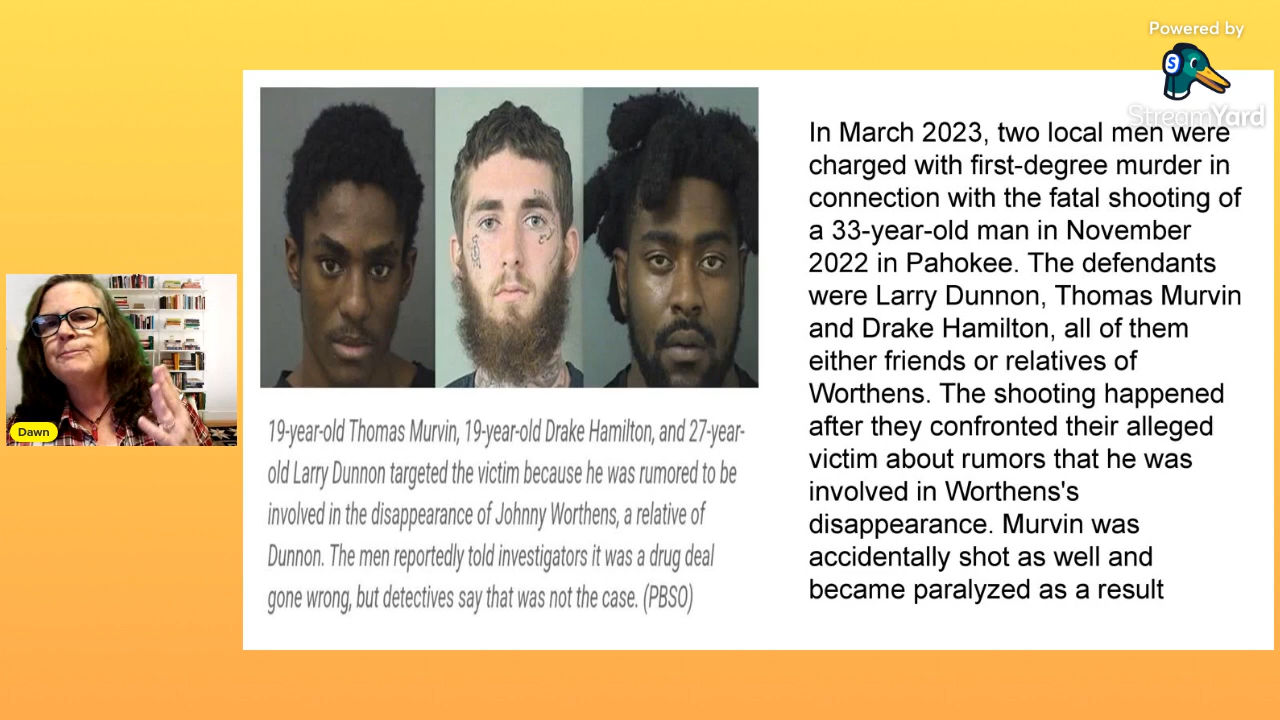 Powered by
StreamYard
In March 2023, two local men were
charged with first-degree murder in
connection with the fatal shooting of
a 33-year-old man in November
2022 in Pahokee. The defendants
were Larry Dunnon, Thomas Murvin
and Drake Hamilton, all of them
either friends or relatives of
Worthens. The shooting happened
after they confronted their alleged
victim about rumors that he was
involved in Worthens's
disappearance. Murvin was
accidentally shot as well and
became paralyzed as a result
19-year-old Thomas Murvin, 19-year-old Drake Hamilton, and 27-year-
old Larry Dunnon targeted the victim because he was rumored to be
involved in the disappearance of Johnny Worthens, a relative of
Dunnon. The men reportedly told investigators it was a drug deal
gone wrong, but detectives say that was not the case. (PBSO)
Dawn